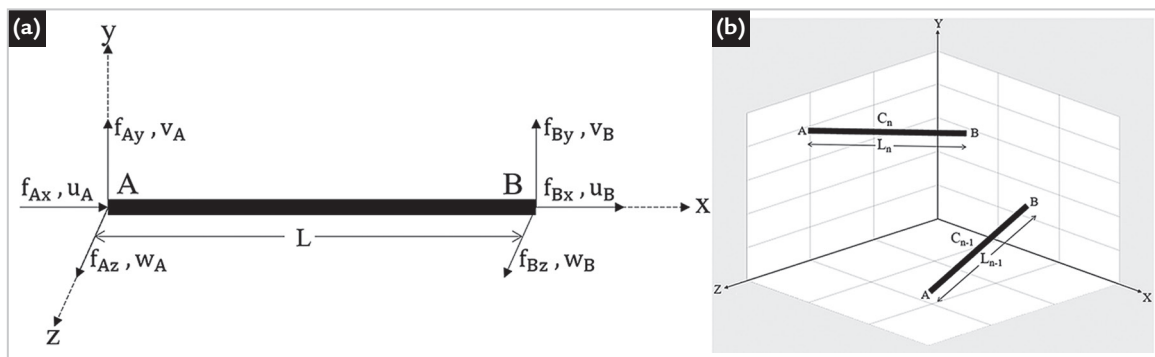 (a)
y
f_Ay , v_A
f_By , v_B
f_Ax , u_A
A
B
f_Bx , u_B
x
L
f_Az , w_A
f_Bz , w_B
z
(b)
Y
C_n
A
B
L_n
B
C_n-1
L_n-1
A
Z
X